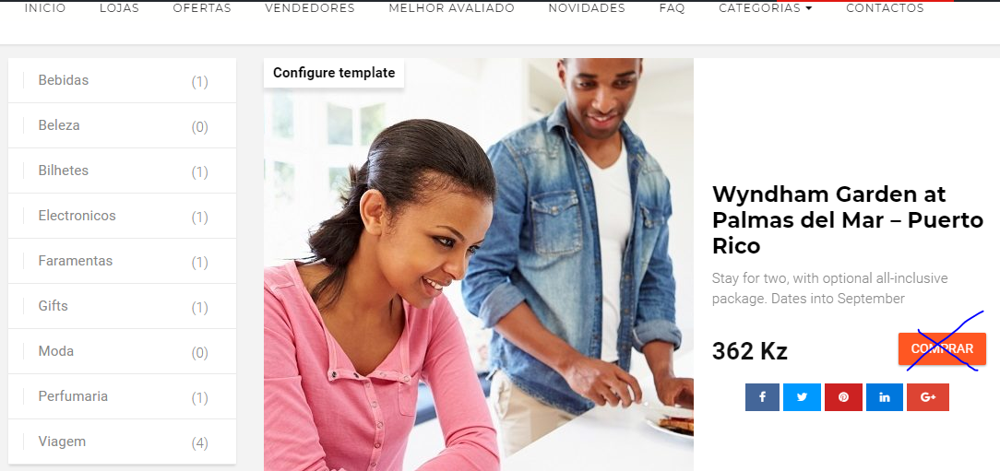 INICIO LOJAS OFERTAS VENDEDORES MELHOR AVALIADO NOVIDADES FAQ CATEGORIAS CONTACTOS
Bebidas (1)
Beleza (0)
Bilhetes (1)
Electronicos (1)
Faramentas (1)
Gifts (1)
Moda (0)
Perfumaria (1)
Viagem (4)
Configure template
Wyndham Garden at
Palmas del Mar – Puerto
Rico
Stay for two, with optional all-inclusive
package. Dates into September
362 Kz
COMPRAR